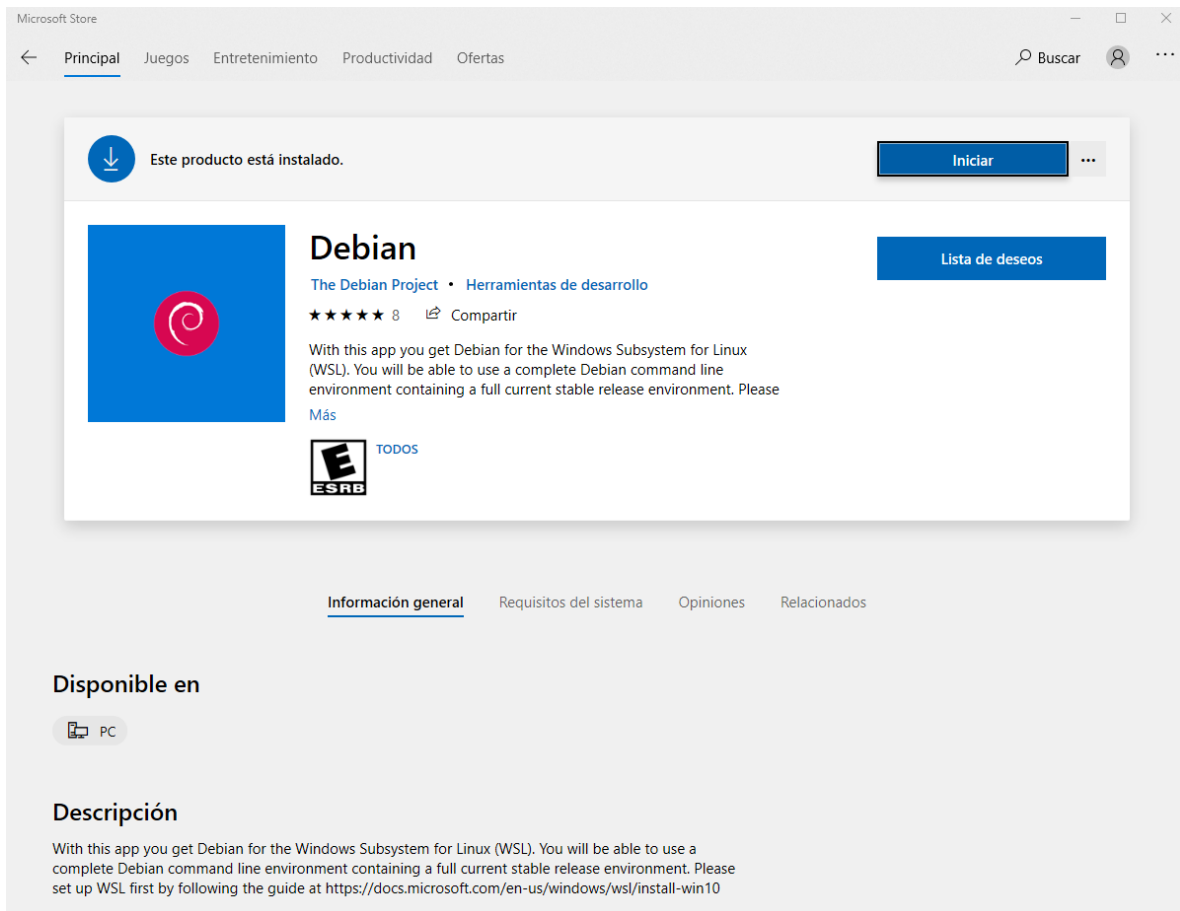 Microsoft Store
Principal Juegos Entretenimiento Productividad Ofertas Buscar
Este producto está instalado.
Iniciar
Debian
Lista de deseos
The Debian Project • Herramientas de desarrollo
★★★★★ 8 Compartir
With this app you get Debian for the Windows Subsystem for Linux
(WSL). You will be able to use a complete Debian command line
environment containing a full current stable release environment. Please
Más
E
ESRB
TODOS
Información general Requisitos del sistema Opiniones Relacionados
Disponible en
PC
Descripción
With this app you get Debian for the Windows Subsystem for Linux (WSL). You will be able to use a
complete Debian command line environment containing a full current stable release environment. Please
set up WSL first by following the guide at https://docs.microsoft.com/en-us/windows/wsl/install-win10